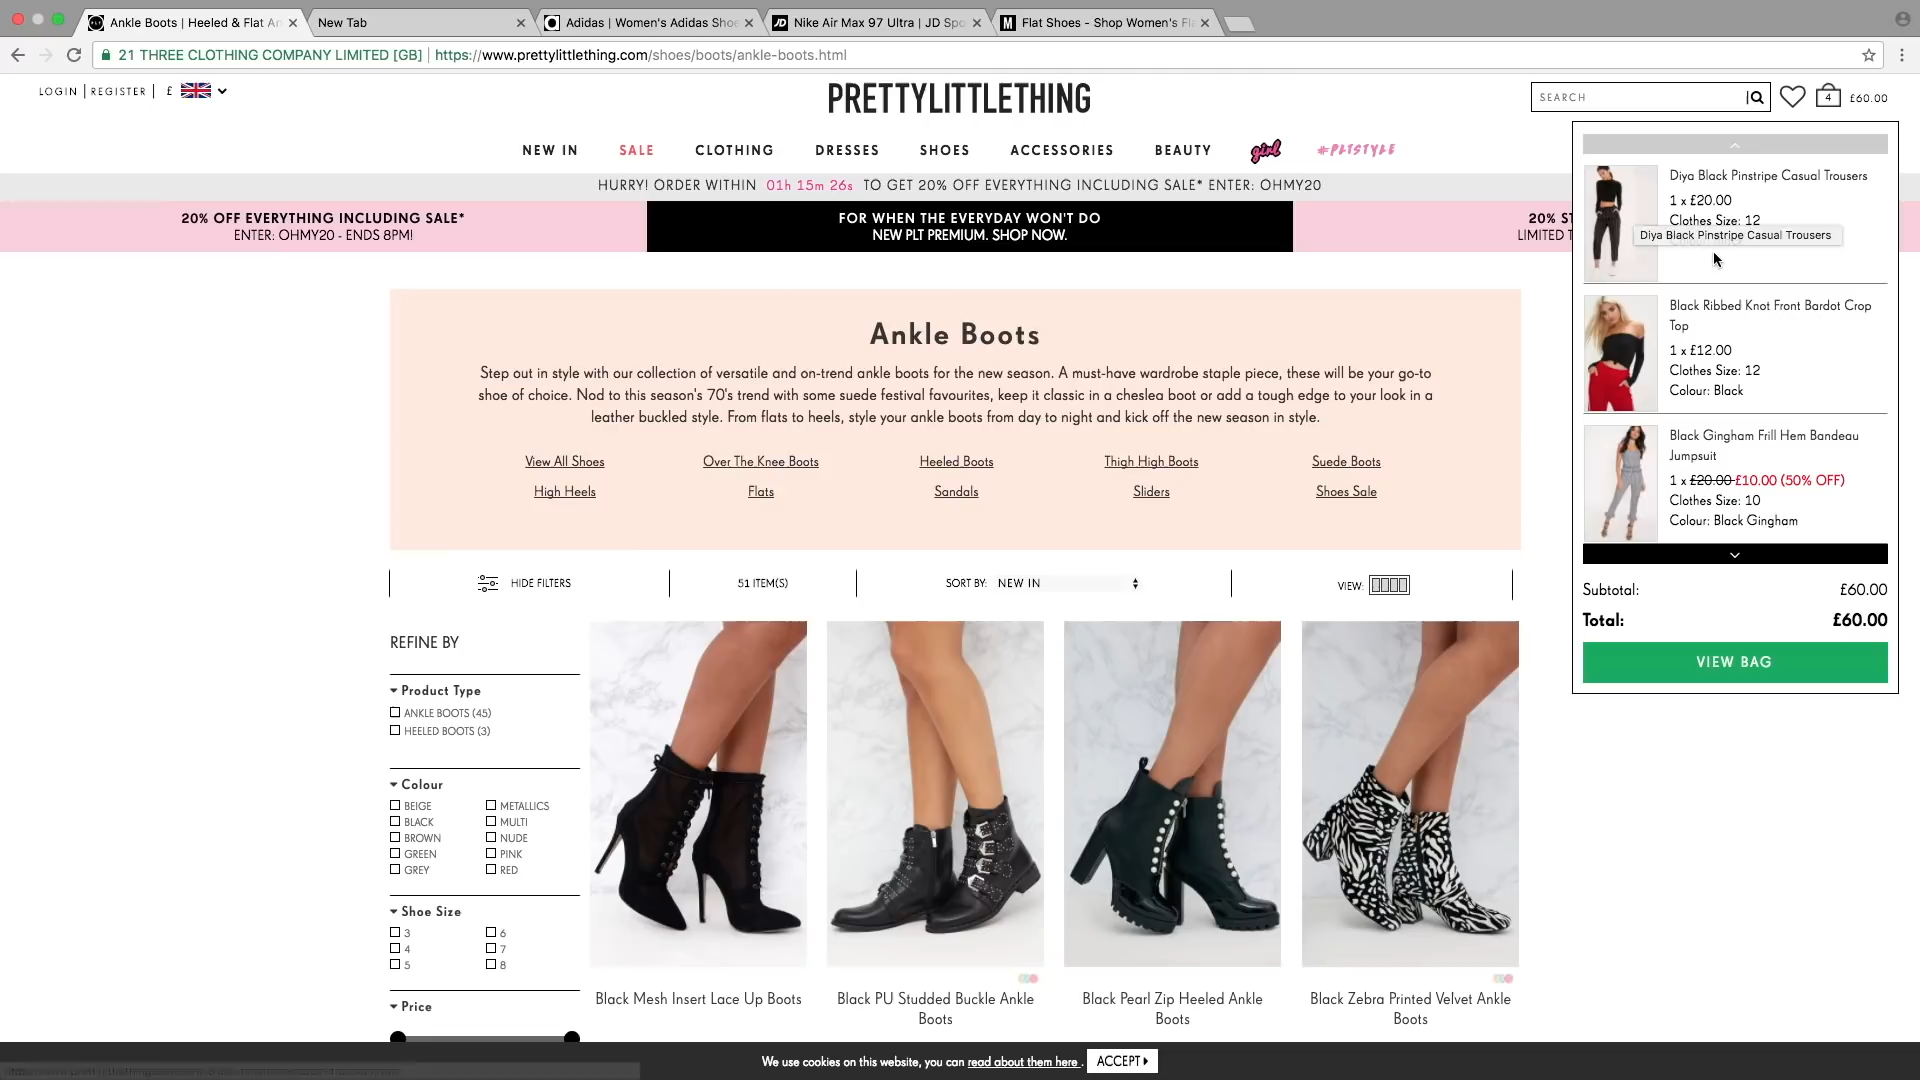 Ankle Boots | Heeled & Flat An
New Tab
Adidas | Women's Adidas Shoe
Nike Air Max 97 Ultra | JD Spo
Flat Shoes - Shop Women's Fla
21 THREE CLOTHING COMPANY LIMITED [GB] | https://www.prettylittlething.com/shoes/boots/ankle-boots.html
LOGIN | REGISTER | £
PRETTYLITTLETHING
SEARCH
4
£60.00
NEW IN SALE CLOTHING DRESSES SHOES ACCESSORIES BEAUTY girl #PLTSTYLE
HURRY! ORDER WITHIN 01h 15m 26s TO GET 20% OFF EVERYTHING INCLUDING SALE* ENTER: OHMY20
20% OFF EVERYTHING INCLUDING SALE*
ENTER: OHMY20 - ENDS 8PM!
FOR WHEN THE EVERYDAY WON'T DO
NEW PLT PREMIUM. SHOP NOW.
20% ST
LIMITED T
Diya Black Pinstripe Casual Trousers
1 x £20.00
Clothes Size: 12
Diya Black Pinstripe Casual Trousers
Black Ribbed Knot Front Bardot Crop
Top
1 x £12.00
Clothes Size: 12
Colour: Black
Black Gingham Frill Hem Bandeau
Jumpsuit
1 x £20.00 £10.00 (50% OFF)
Clothes Size: 10
Colour: Black Gingham
Subtotal: £60.00
Total: £60.00
VIEW BAG
Ankle Boots
Step out in style with our collection of versatile and on-trend ankle boots for the new season. A must-have wardrobe staple piece, these will be your go-to
shoe of choice. Nod to this season's 70's trend with some suede festival favourites, keep it classic in a cheslea boot or add a tough edge to your look in a
leather buckled style. From flats to heels, style your ankle boots from day to night and kick off the new season in style.
View All Shoes Over The Knee Boots Heeled Boots Thigh High Boots Suede Boots
High Heels Flats Sandals Sliders Shoes Sale
HIDE FILTERS
51 ITEM(S)
SORT BY: NEW IN
VIEW:
REFINE BY
Product Type
ANKLE BOOTS (45)
HEELED BOOTS (3)
Colour
BEIGE METALLICS
BLACK MULTI
BROWN NUDE
GREEN PINK
GREY RED
Shoe Size
3 6
4 7
5 8
Price
Black Mesh Insert Lace Up Boots
Black PU Studded Buckle Ankle
Boots
Black Pearl Zip Heeled Ankle
Boots
Black Zebra Printed Velvet Ankle
Boots
We use cookies on this website, you can read about them here . ACCEPT